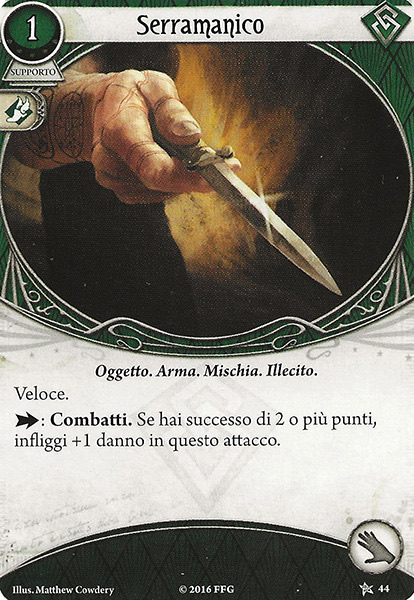 Serramanico
1
SUPPORTO
Oggetto. Arma. Mischia. Illecito.
Veloce.
: Combatti. Se hai successo di 2 o più punti,
infliggi +1 danno in questo attacco.
Illus. Matthew Cowdery © 2016 FFG 44